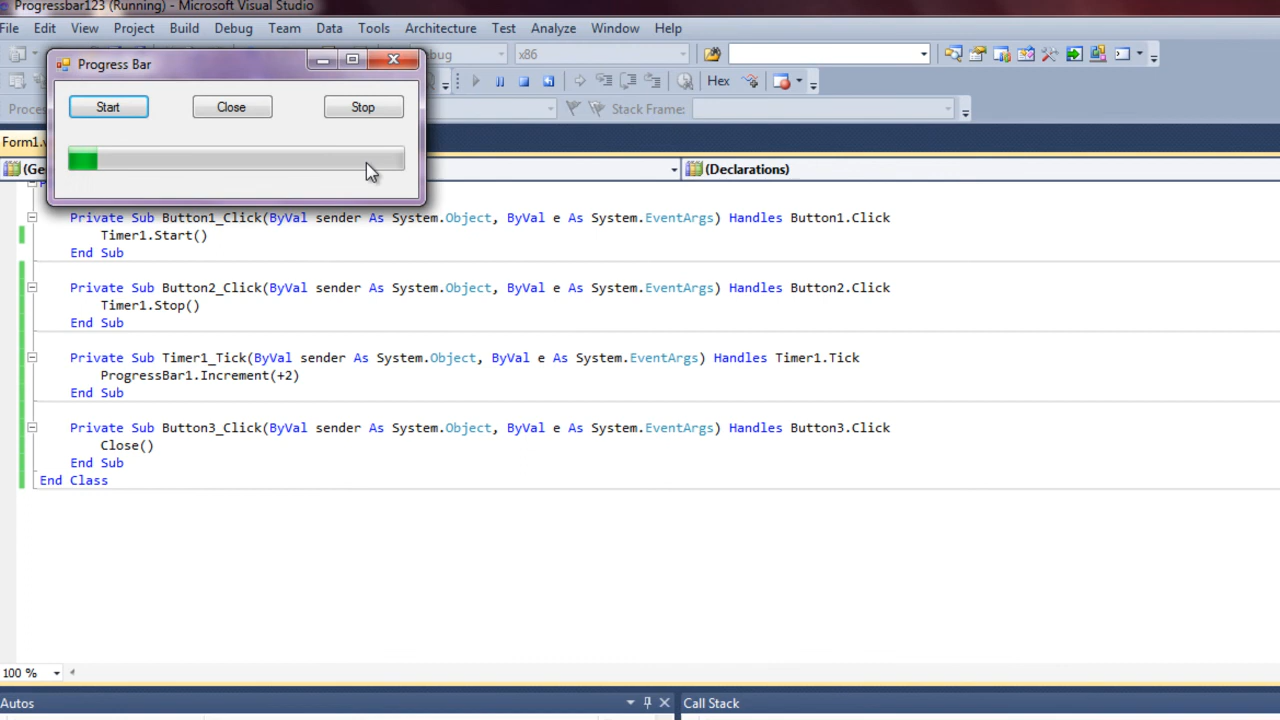 Progressbar123 (Running) - Microsoft Visual Studio
File Edit View Project Build Debug Team Data Tools Architecture Test Analyze Window Help
Progress Bar
x86
Hex
Start Close Stop
Stack Frame:
Form1.
(Declarations)
Private Sub Button1_Click(ByVal sender As System.Object, ByVal e As System.EventArgs) Handles Button1.Click
Timer1.Start()
End Sub
Private Sub Button2_Click(ByVal sender As System.Object, ByVal e As System.EventArgs) Handles Button2.Click
Timer1.Stop()
End Sub
Private Sub Timer1_Tick(ByVal sender As System.Object, ByVal e As System.EventArgs) Handles Timer1.Tick
ProgressBar1.Increment(+2)
End Sub
Private Sub Button3_Click(ByVal sender As System.Object, ByVal e As System.EventArgs) Handles Button3.Click
Close()
End Sub
End Class
100 %
Autos
Call Stack